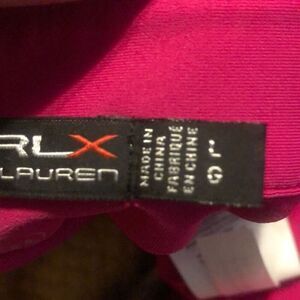 RLX
LAUREN
MADE IN
CHINA
FABRIQUÉ
EN CHINE
L
G